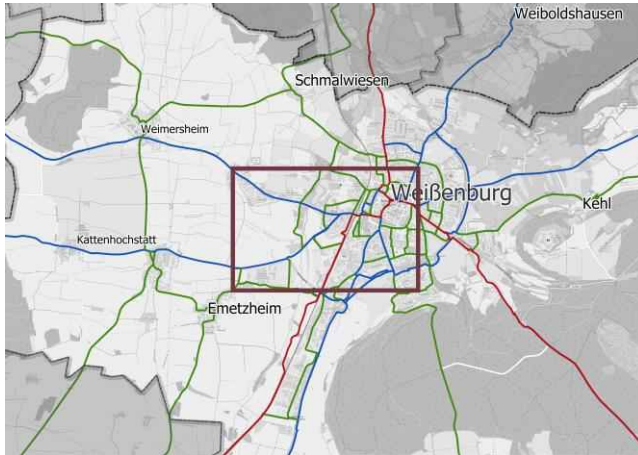 Weiboldshausen
Schmalwiesen
Weimersheim
Weißenburg
Kehl
Kattenhochstatt
Emetzheim